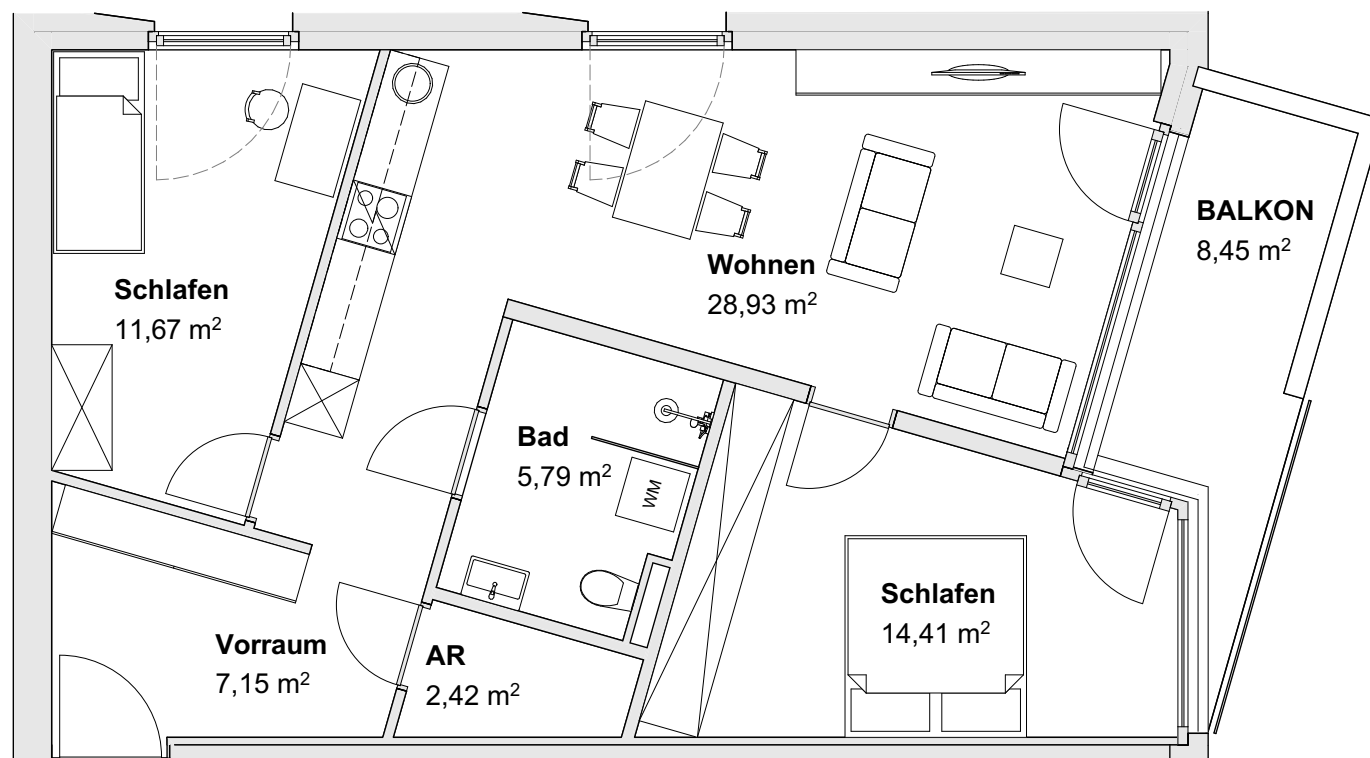 BALKON
8,45 m²
Wohnen
28,93 m²
Schlafen
11,67 m²
Bad
5,79 m²
WM
Schlafen
14,41 m²
Vorraum
7,15 m²
AR
2,42 m²